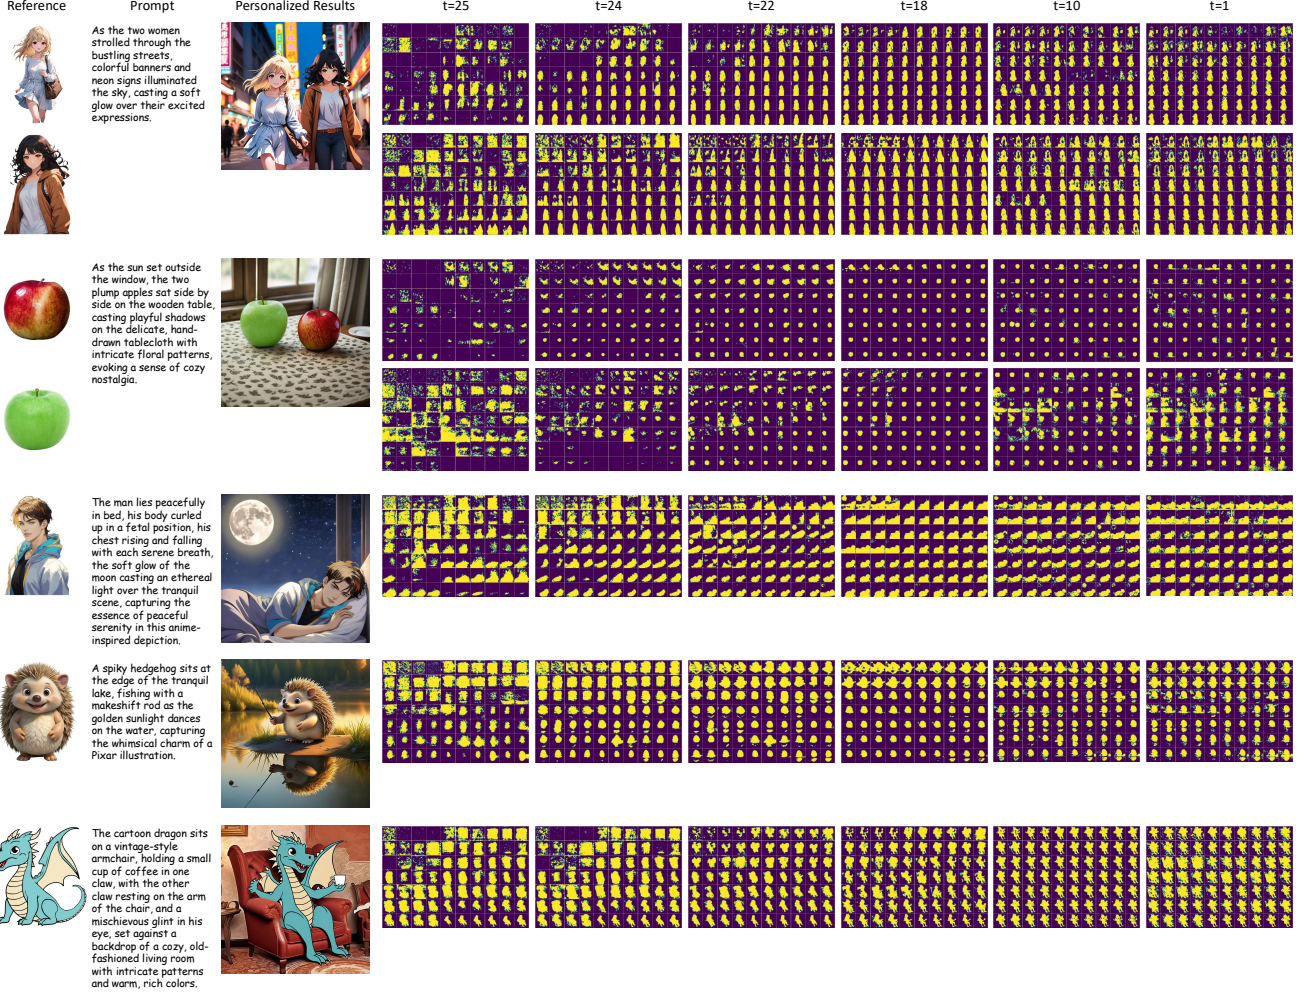 Reference Prompt Personalized Results t=25 t=24 t=22 t=18 t=10 t=1
As the two women
strolled through the
bustling streets,
colorful banners and
neon signs illuminated
the sky, casting a soft
glow over their excited
expressions.
As the sun set outside
the window, the two
plump apples sat side by
side on the wooden table,
casting playful shadows
on the delicate, hand-
drawn tablecloth with
intricate floral patterns,
evoking a sense of cozy
nostalgia.
The man lies peacefully
in bed, his body curled
up in a fetal position, his
chest rising and falling
with each serene breath,
the soft glow of the
moon casting an ethereal
light over the tranquil
scene, capturing the
essence of peaceful
serenity in this anime-
inspired depiction.
A spiky hedgehog sits at
the edge of the tranquil
lake, fishing with a
makeshift rod as the
golden sunlight dances
on the water, capturing
the whimsical charm of a
Pixar illustration.
The cartoon dragon sits
on a vintage-style
armchair, holding a small
cup of coffee in one
claw, with the other
claw resting on the arm
of the chair, and a
mischievous glint in his
eye, set against a
backdrop of a cozy, old-
fashioned living room
with intricate patterns
and warm, rich colors.